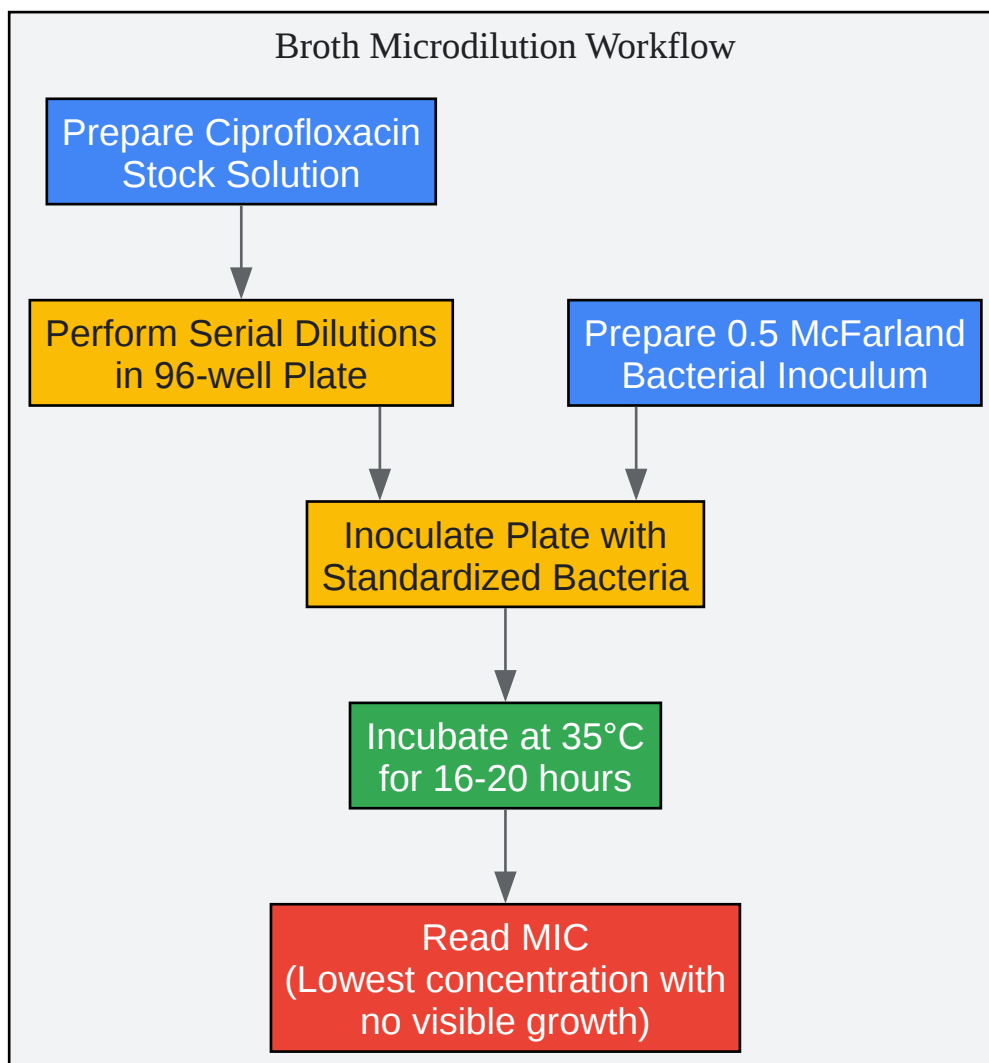 Broth Microdilution Workflow
Prepare Ciprofloxacin
Stock Solution
Perform Serial Dilutions
in 96-well Plate
Prepare 0.5 McFarland
Bacterial Inoculum
Inoculate Plate with
Standardized Bacteria
Incubate at 35°C
for 16-20 hours
Read MIC
(Lowest concentration with
no visible growth)